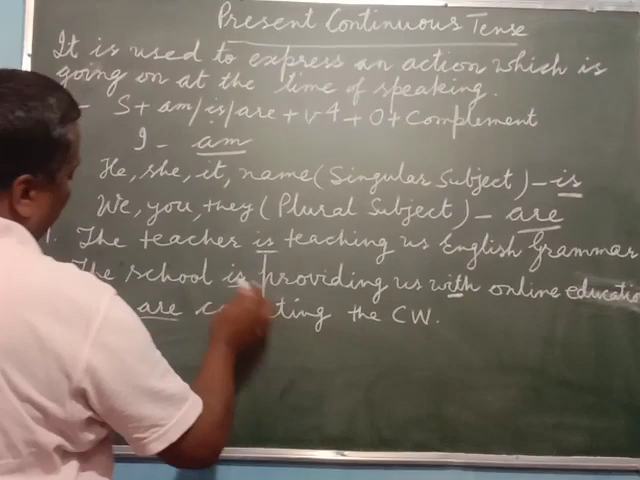 Present Continuous Tense
It is used to express an action which is
going on at the time of speaking.
- S + am/is/are + V4 + O + Complement
I - am
He, she, it, name (Singular Subject) - is
We, you, they (Plural Subject) - are
1. The teacher is teaching us English Grammar
The school is providing us with online educatio
are the CW.